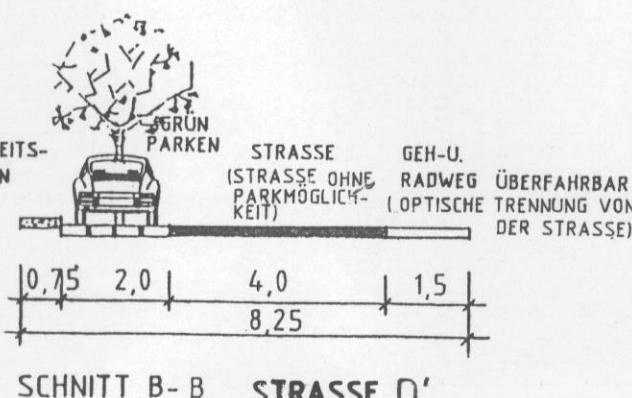 EITS-
N
GRÜN
PARKEN
STRASSE
(STRASSE OHNE
PARKMÖGLICH-
KEIT)
GEH-U.
RADWEG ÜBERFAHRBAR
(OPTISCHE TRENNUNG VON
DER STRASSE)
0,75 2,0 4,0 1,5
8,25
SCHNITT B-B STRASSE D'